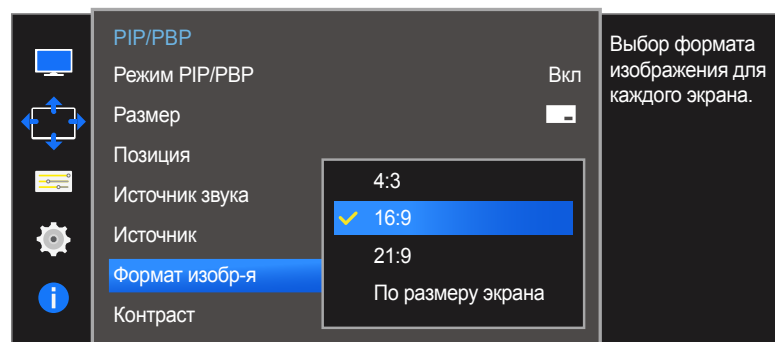 PIP/PBP
Режим PIP/PBP Вкл
Размер
Позиция
Источник звука
Источник
Формат изобр-я
Контраст
4:3
16:9
21:9
По размеру экрана
Выбор формата
изображения для
каждого экрана.